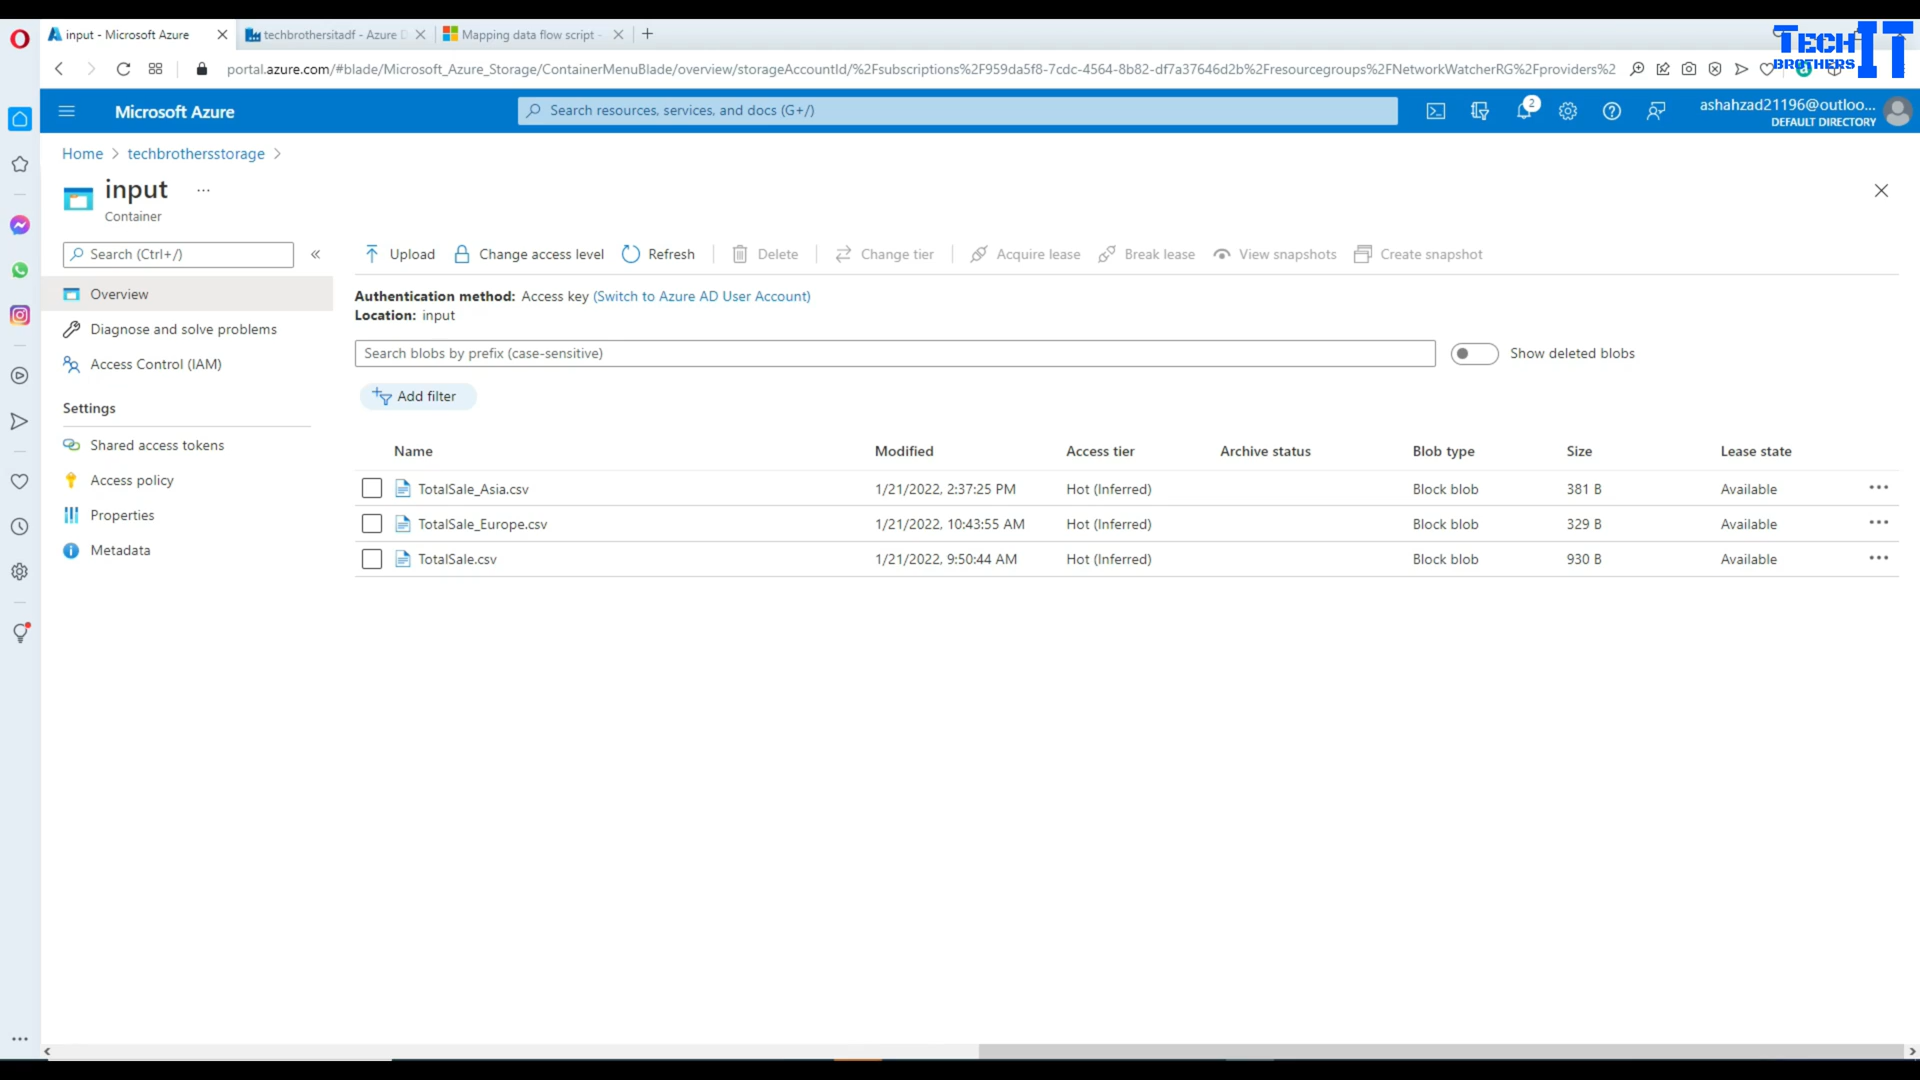 input - Microsoft Azure
techbrothersitadf - Azure D
Mapping data flow script -
TECH IT
BROTHERS
portal.azure.com/#blade/Microsoft_Azure_Storage/ContainerMenuBlade/overview/storageAccountId/%2Fsubscriptions%2F959da5f8-7cdc-4564-8b82-df7a37646d2b%2Fresourcegroups%2FNetworkWatcherRG%2Fproviders%2
Microsoft Azure
Search resources, services, and docs (G+/)
2
ashahzad21196@outloo...
DEFAULT DIRECTORY
Home > techbrothersstorage >
input ...
Container
Search (Ctrl+/)
«
Upload
Change access level
Refresh
Delete
Change tier
Acquire lease
Break lease
View snapshots
Create snapshot
Overview
Diagnose and solve problems
Access Control (IAM)
Settings
Shared access tokens
Access policy
Properties
Metadata
Authentication method: Access key (Switch to Azure AD User Account)
Location: input
Search blobs by prefix (case-sensitive)
Show deleted blobs
Add filter
Name Modified Access tier Archive status Blob type Size Lease state
TotalSale_Asia.csv 1/21/2022, 2:37:25 PM Hot (Inferred) Block blob 381 B Available ...
TotalSale_Europe.csv 1/21/2022, 10:43:55 AM Hot (Inferred) Block blob 329 B Available ...
TotalSale.csv 1/21/2022, 9:50:44 AM Hot (Inferred) Block blob 930 B Available ...